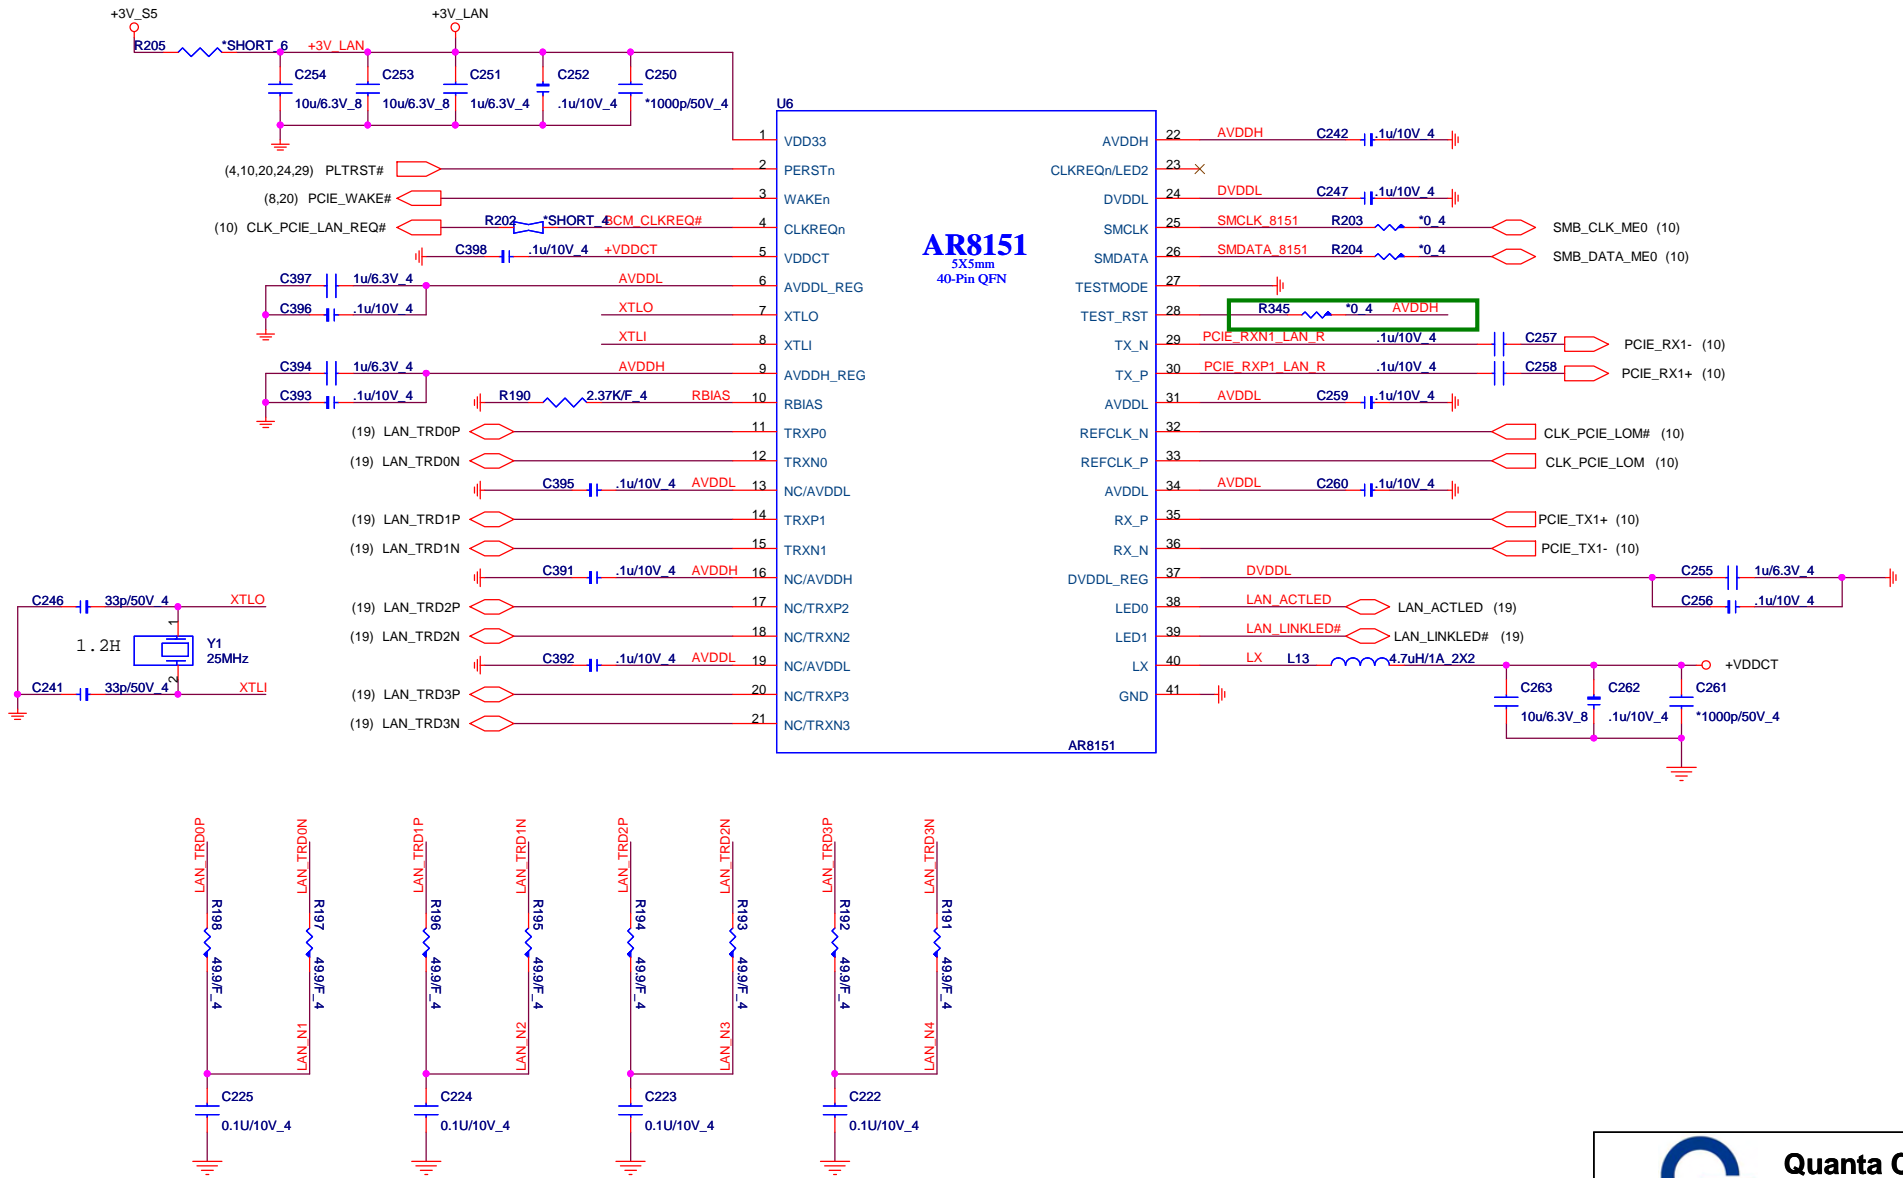 +3V_S5
+3V_LAN
R205 *SHORT_6 +3V_LAN
C254 C253 C251 C252 C250
10u/6.3V_8 10u/6.3V_8 1u/6.3V_4 .1u/10V_4 *1000p/50V_4
U6
AR8151
5X5mm
40-Pin QFN
1 VDD33
(4,10,20,24,29) PLTRST# 2 PERSTn
(8,20) PCIE_WAKE# 3 WAKEn
(10) CLK_PCIE_LAN_REQ# R202 *SHORT_4 BCM_CLKREQ# 4 CLKREQn
C398 .1u/10V_4 +VDDCT 5 VDDCT
C397 1u/6.3V_4 AVDDL 6 AVDDL_REG
C396 .1u/10V_4 XTLO 7 XTLO
XTLI 8 XTLI
C394 1u/6.3V_4 AVDDH 9 AVDDH_REG
C393 .1u/10V_4 R190 2.37K/F_4 RBIAS 10 RBIAS
(19) LAN_TRD0P 11 TRXP0
(19) LAN_TRD0N 12 TRXN0
C395 .1u/10V_4 AVDDL 13 NC/AVDDL
(19) LAN_TRD1P 14 TRXP1
(19) LAN_TRD1N 15 TRXN1
C391 .1u/10V_4 AVDDH 16 NC/AVDDH
(19) LAN_TRD2P 17 NC/TRXP2
(19) LAN_TRD2N 18 NC/TRXN2
C392 .1u/10V_4 AVDDL 19 NC/AVDDL
(19) LAN_TRD3P 20 NC/TRXP3
(19) LAN_TRD3N 21 NC/TRXN3
AVDDH 22 AVDDH C242 .1u/10V_4
CLKREQn/LED2 23
DVDDL 24 DVDDL C247 .1u/10V_4
SMCLK 25 SMCLK_8151 R203 *0_4 SMB_CLK_ME0 (10)
SMDATA 26 SMDATA_8151 R204 *0_4 SMB_DATA_ME0 (10)
TESTMODE 27
TEST_RST 28 R345 *0_4 AVDDH
TX_N 29 PCIE_RXN1_LAN_R .1u/10V_4 C257 PCIE_RX1- (10)
TX_P 30 PCIE_RXP1_LAN_R .1u/10V_4 C258 PCIE_RX1+ (10)
AVDDL 31 AVDDL C259 .1u/10V_4
REFCLK_N 32 CLK_PCIE_LOM# (10)
REFCLK_P 33 CLK_PCIE_LOM (10)
AVDDL 34 AVDDL C260 .1u/10V_4
RX_P 35 PCIE_TX1+ (10)
RX_N 36 PCIE_TX1- (10)
DVDDL_REG 37 DVDDL C255 1u/6.3V_4
C256 .1u/10V_4
LED0 38 LAN_ACTLED LAN_ACTLED (19)
LED1 39 LAN_LINKLED# LAN_LINKLED# (19)
LX 40 LX L13 4.7uH/1A_2X2 +VDDCT
GND 41
C263 C262 C261
10u/6.3V_8 .1u/10V_4 *1000p/50V_4
AR8151
C246 33p/50V_4 XTLO
1
1.2H Y1
25MHz
2
C241 33p/50V_4 XTLI
LAN_TRD0P LAN_TRD0N LAN_TRD1P LAN_TRD1N LAN_TRD2P LAN_TRD2N LAN_TRD3P LAN_TRD3N
R198 R197 R196 R195 R194 R193 R192 R191
49.9/F_4 49.9/F_4 49.9/F_4 49.9/F_4 49.9/F_4 49.9/F_4 49.9/F_4 49.9/F_4
LAN_N1 LAN_N2 LAN_N3 LAN_N4
C225 C224 C223 C222
0.1U/10V_4 0.1U/10V_4 0.1U/10V_4 0.1U/10V_4
Quanta C